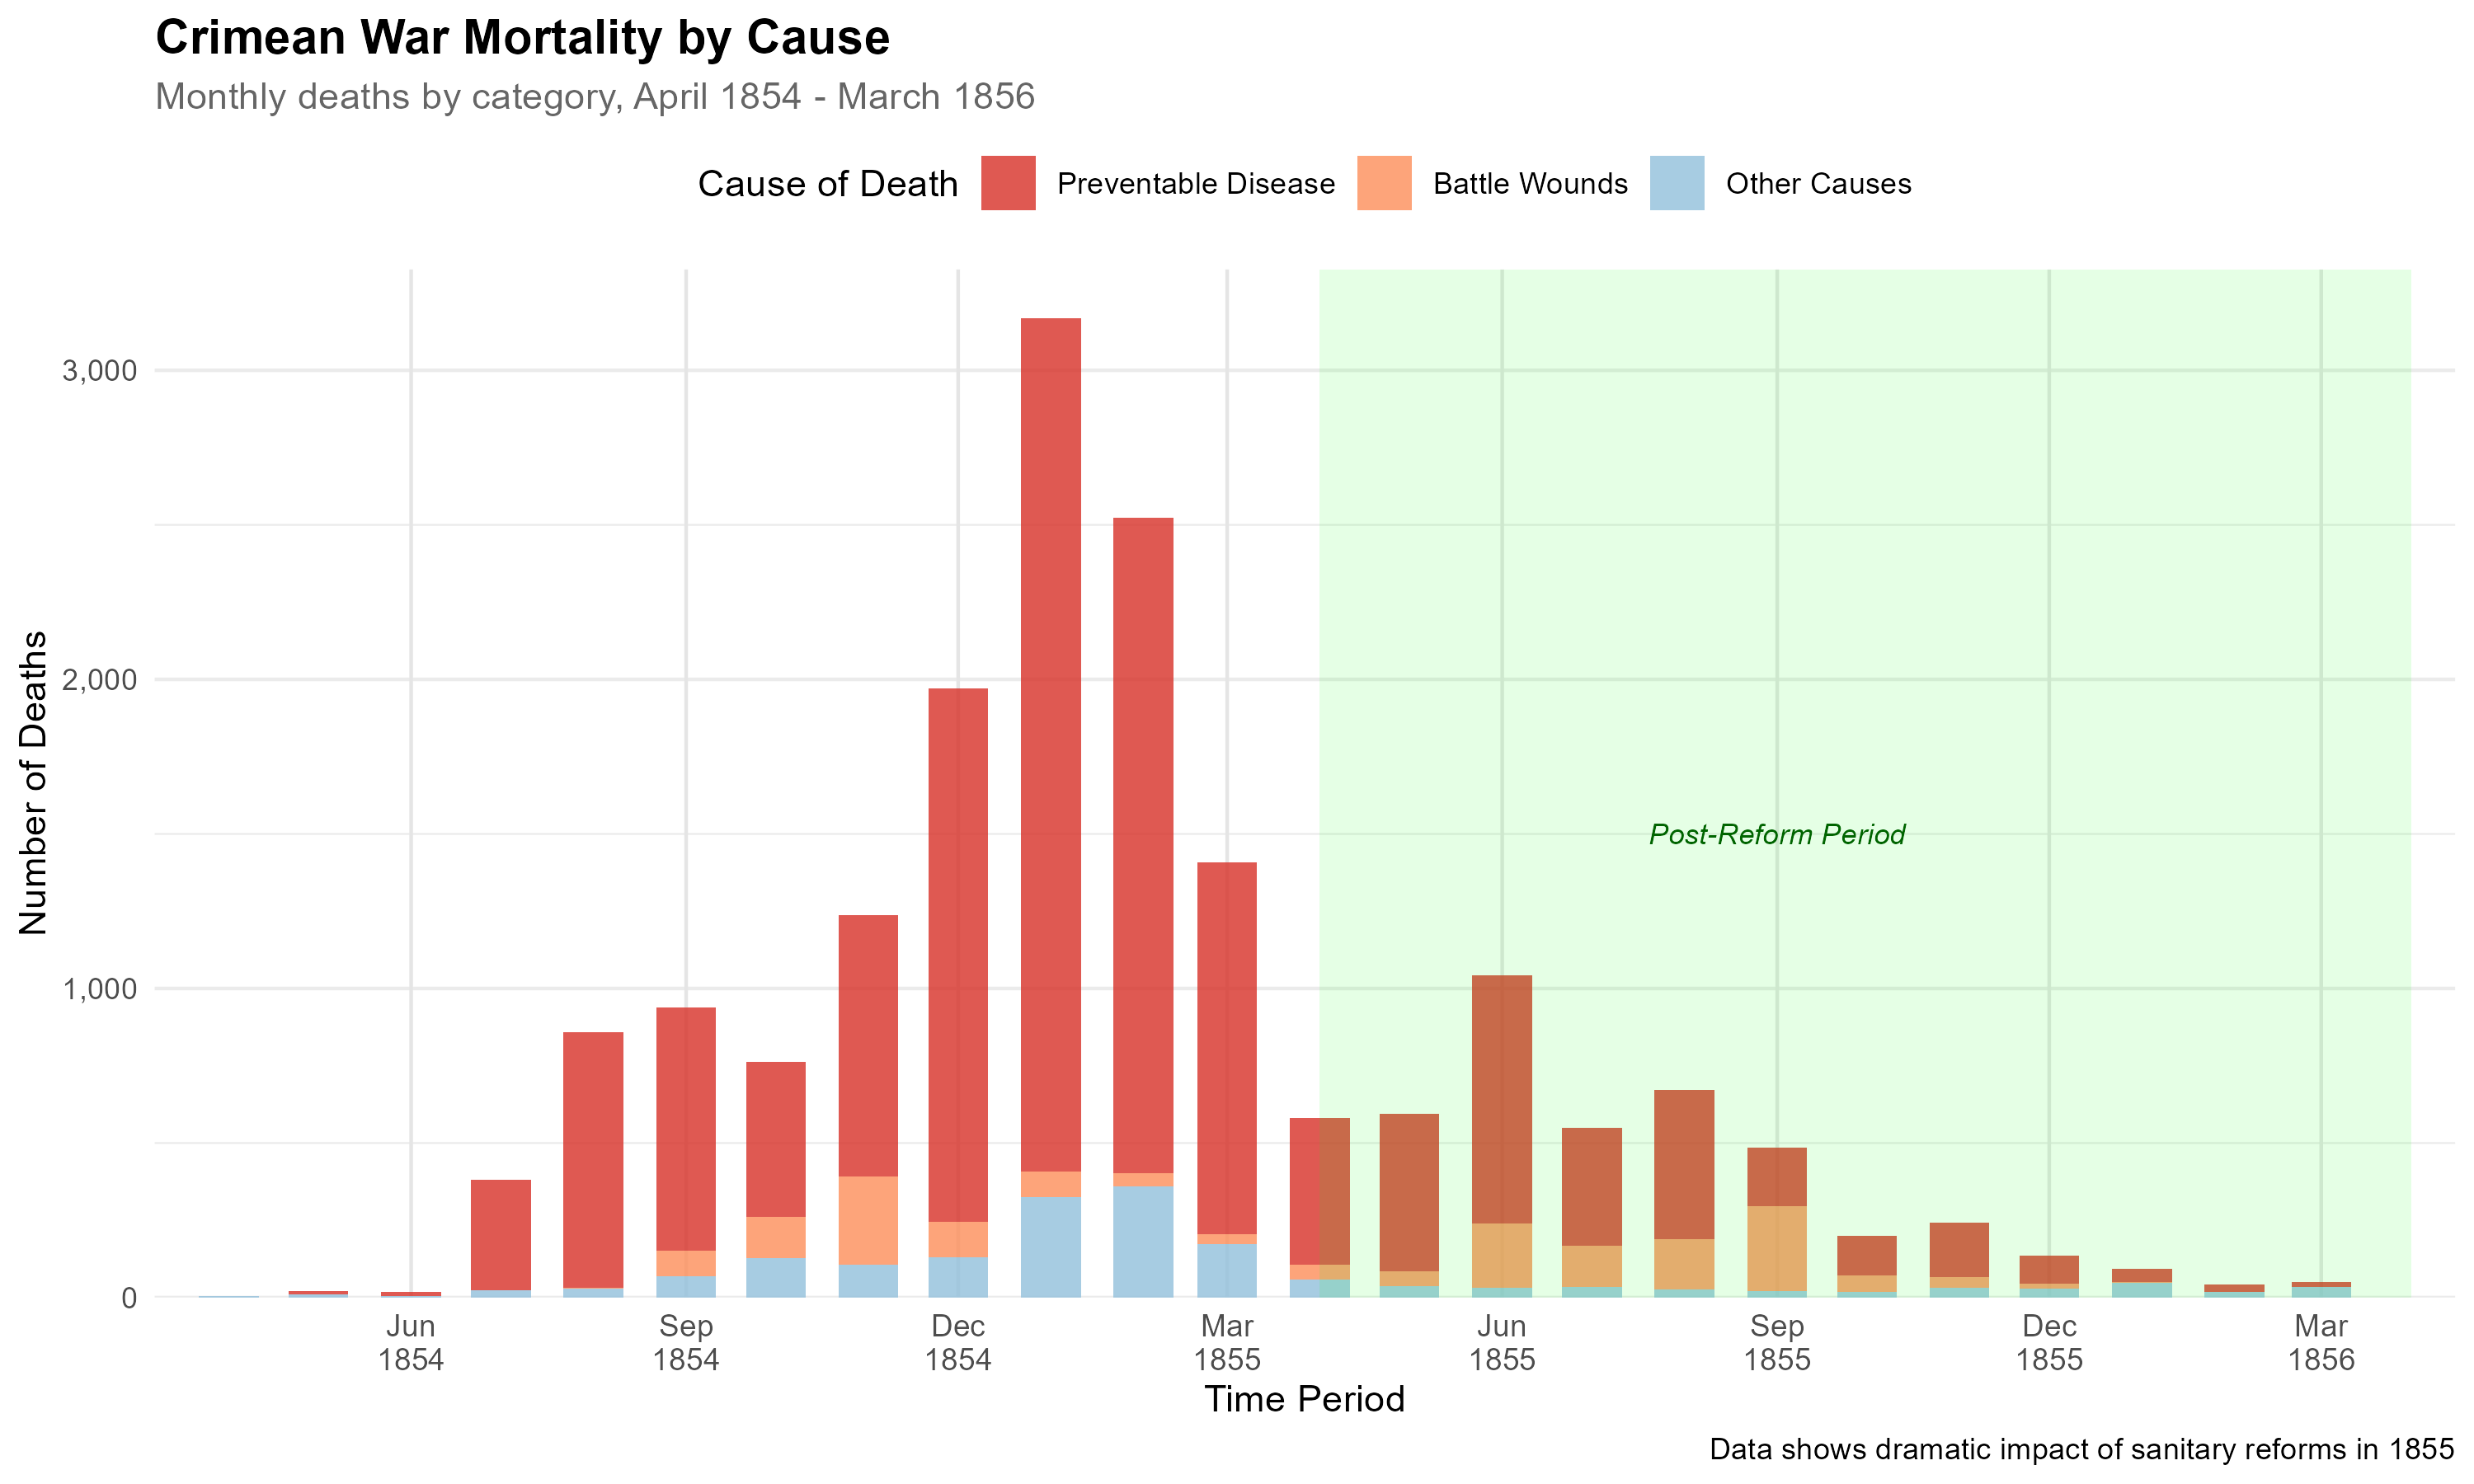 Crimean War Mortality by Cause
Monthly deaths by category, April 1854 - March 1856
Cause of Death Preventable Disease Battle Wounds Other Causes
Number of Deaths
3,000
2,000
1,000
0
Post-Reform Period
Jun Sep Dec Mar Jun Sep Dec Mar
1854 1854 1854 1855 1855 1855 1855 1856
Time Period
Data shows dramatic impact of sanitary reforms in 1855